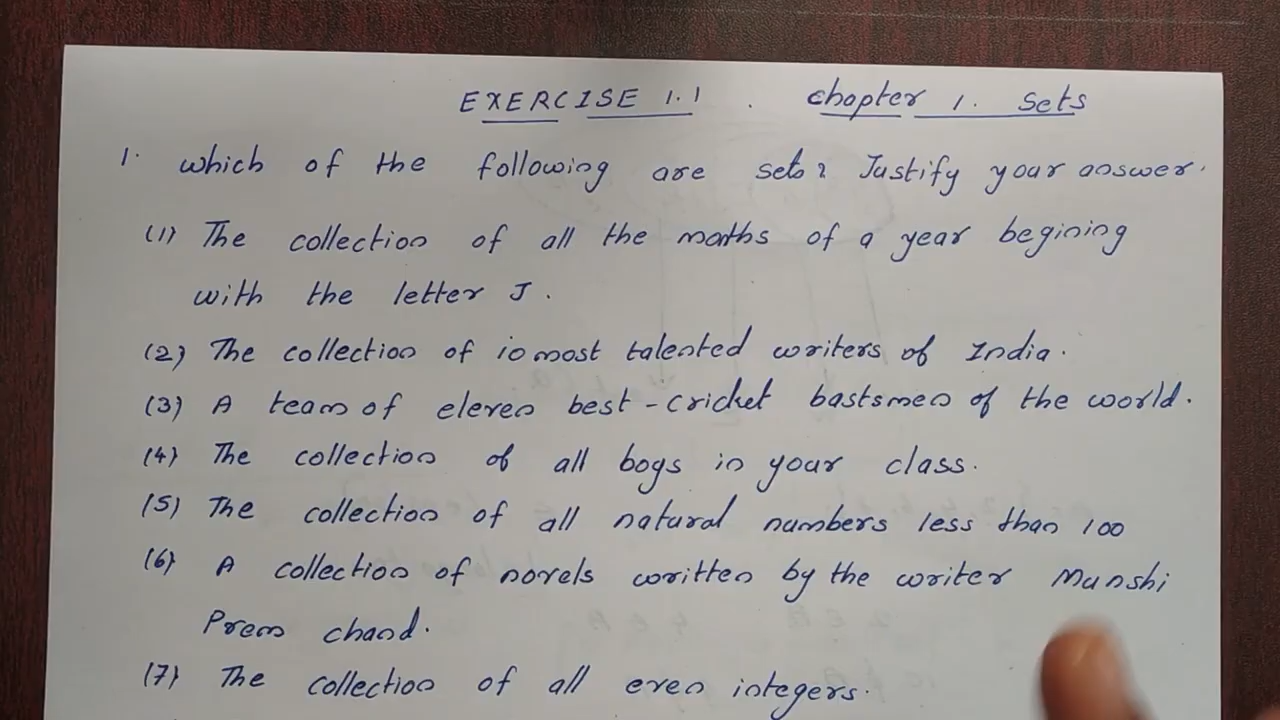 EXERCISE 1.1 . Chapter 1. Sets
1. which of the following are sets? Justify your answer.
(1) The collection of all the months of a year begining
with the letter J.
(2) The collection of 10 most talented writers of India.
(3) A team of eleven best-cricket bastsmen of the world.
(4) The collection of all boys in your class.
(5) The collection of all natural numbers less than 100
(6) A collection of novels written by the writer Munshi
Prem chand.
(7) The collection of all even integers.